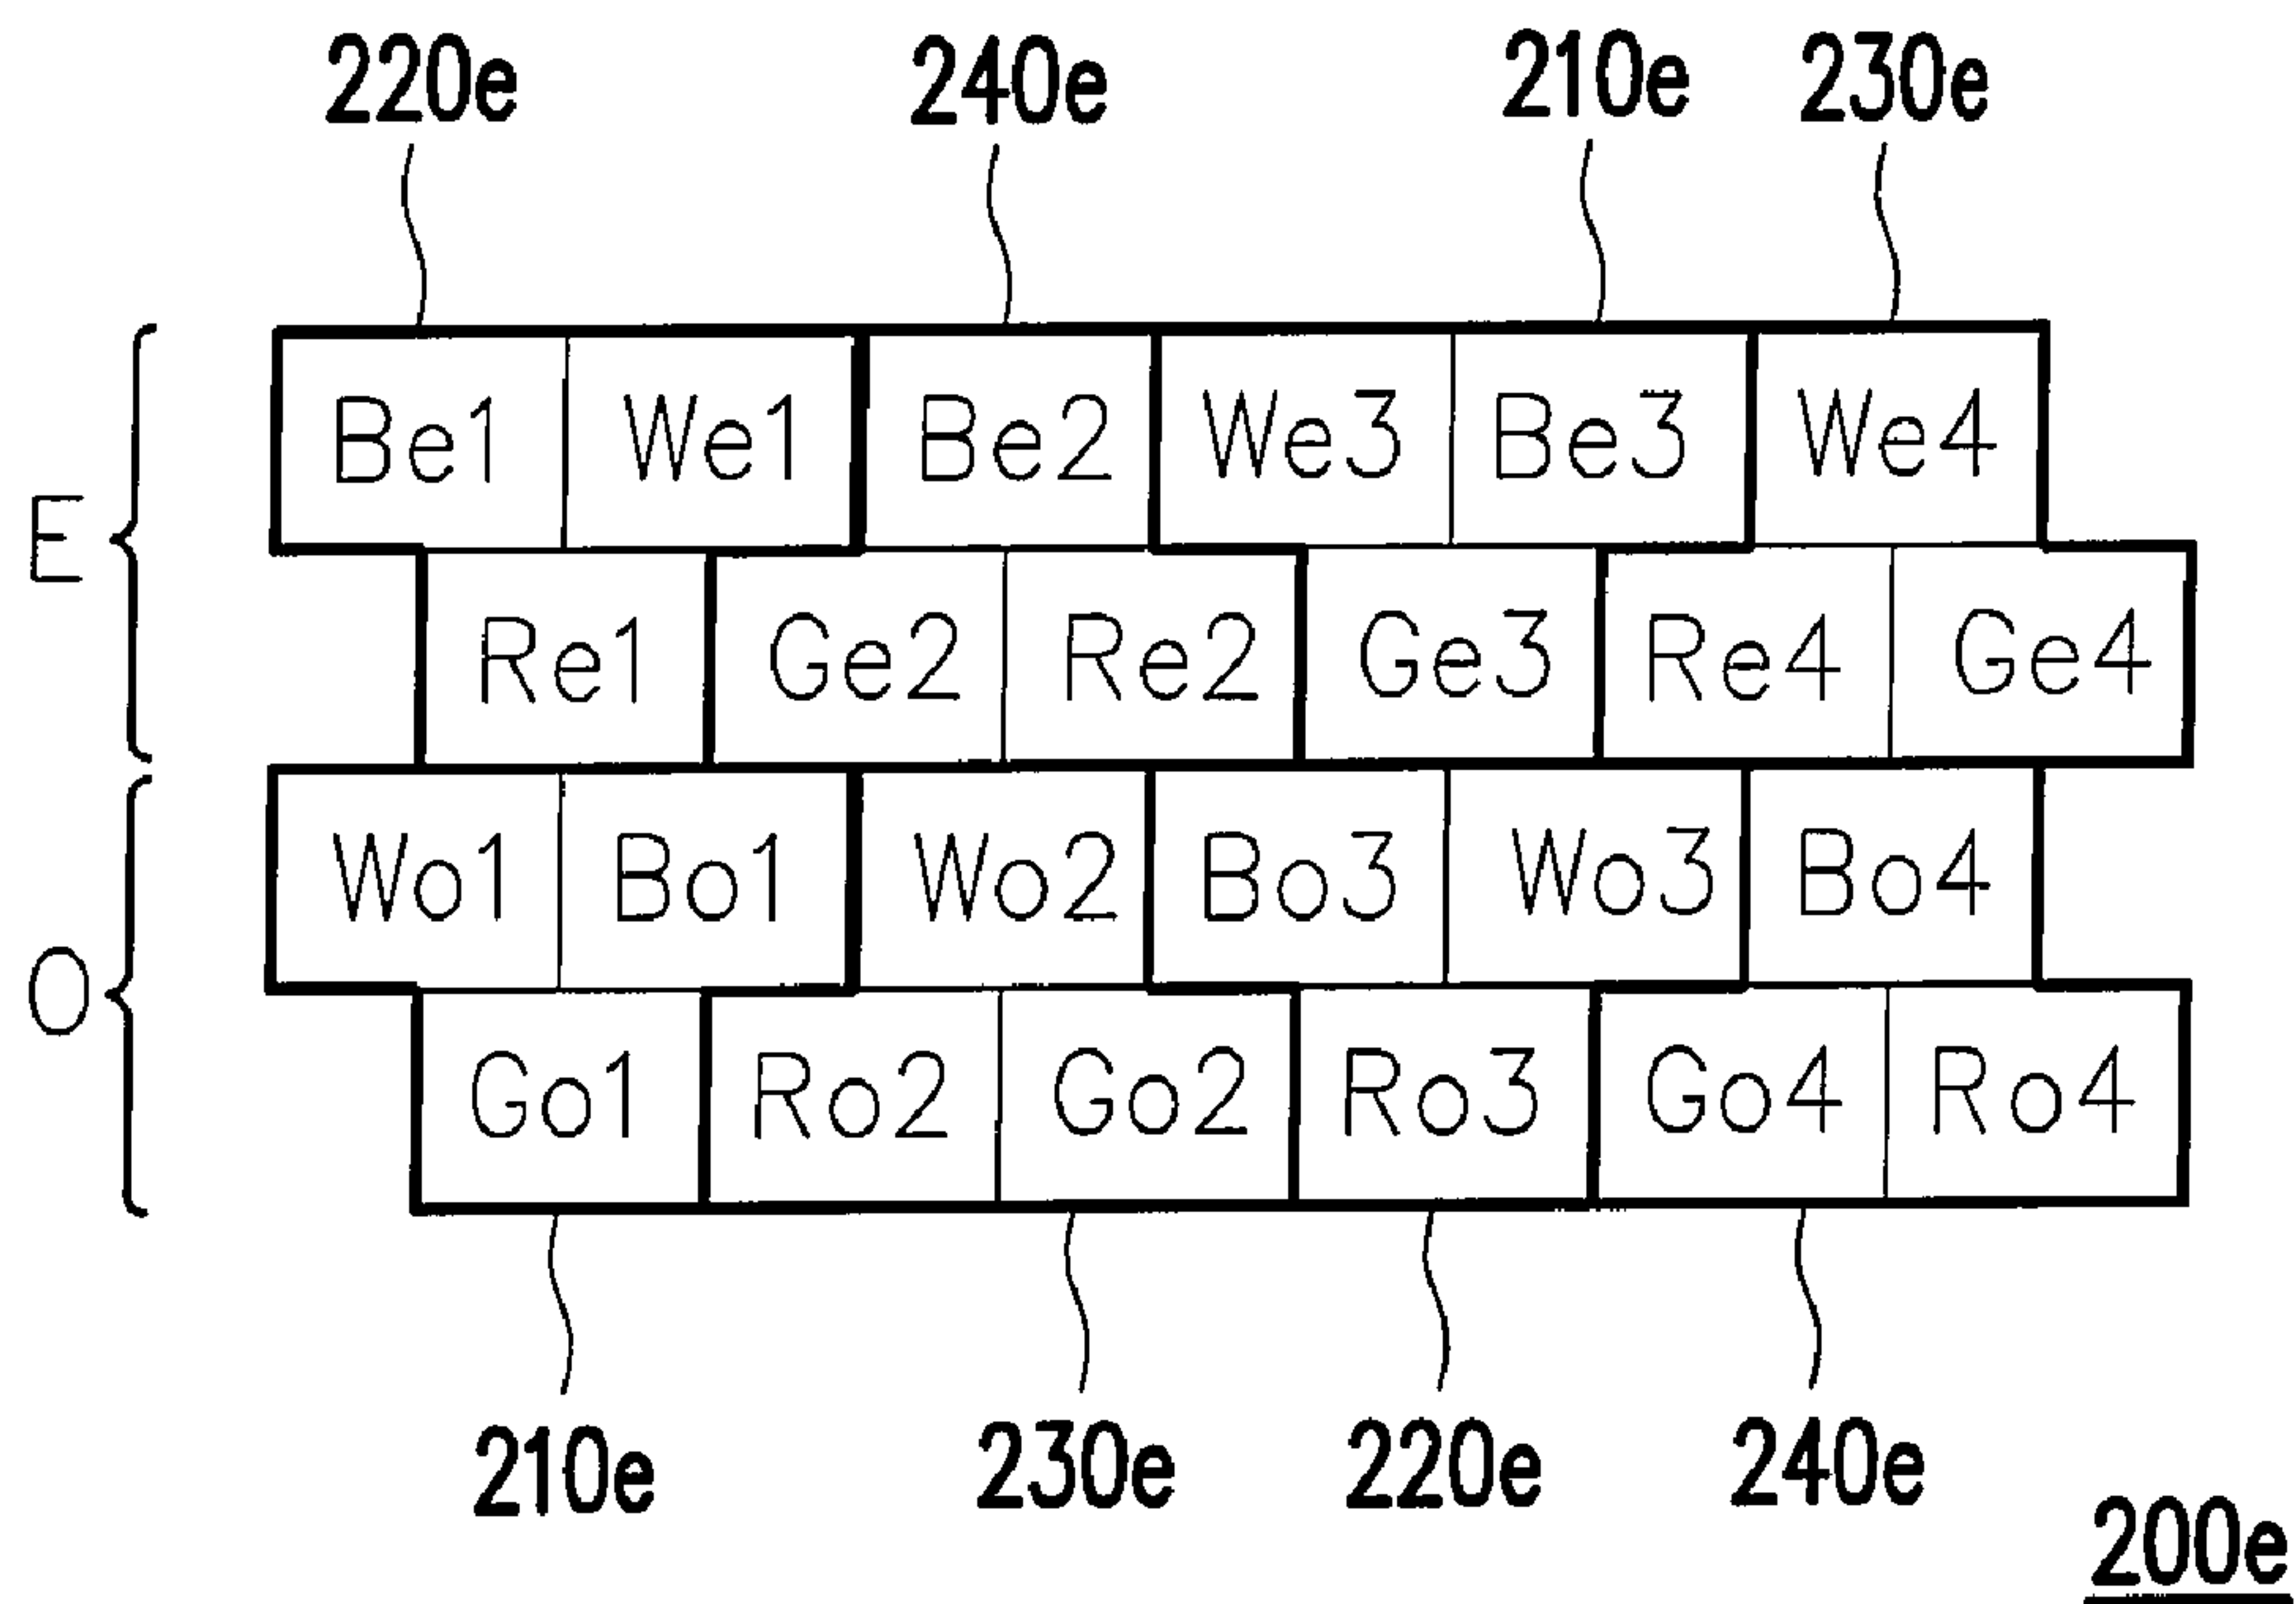 220e 240e 210e 230e
Be1 We1 Be2 We3 Be3 We4
E
Re1 Ge2 Re2 Ge3 Re4 Ge4
Wo1 Bo1 Wo2 Bo3 Wo3 Bo4
O
Go1 Ro2 Go2 Ro3 Go4 Ro4
210e 230e 220e 240e
200e